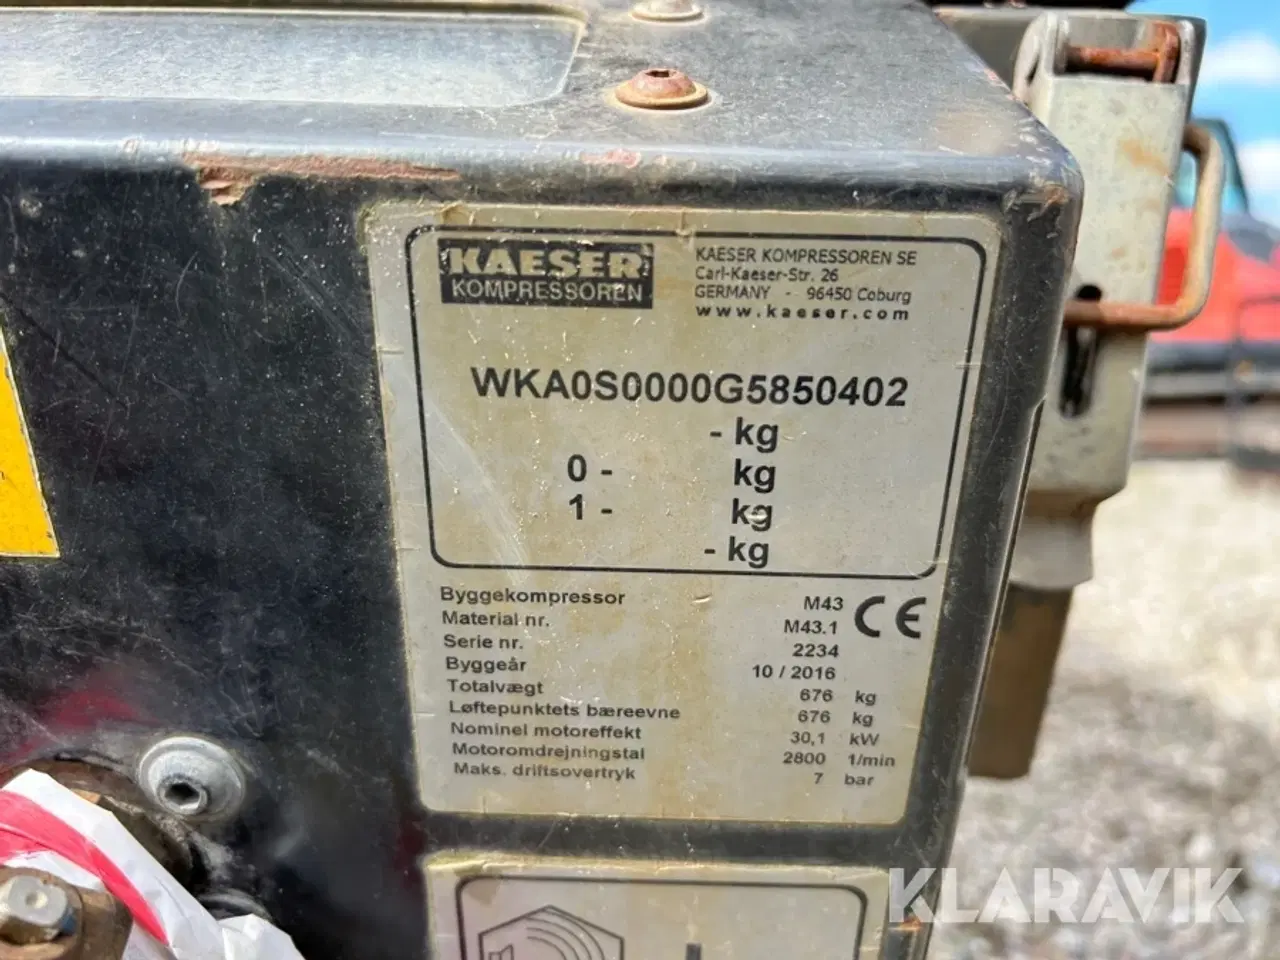 KAESER
KOMPRESSOREN
KAESER KOMPRESSOREN SE
Carl-Kaeser-Str. 26
GERMANY - 96450 Coburg
www.kaeser.com
WKA0S0000G5850402
- kg
0 - kg
1 - kg
- kg
Byggekompressor M43
Material nr. M43.1
CE
Serie nr. 2234
Byggeår 10 / 2016
Totalvægt 676 kg
Løftepunktets bæreevne 676 kg
Nominel motoreffekt 30,1 kW
Motoromdrejningstal 2800 1/min
Maks. driftsovertryk 7 bar
KLARAVIK